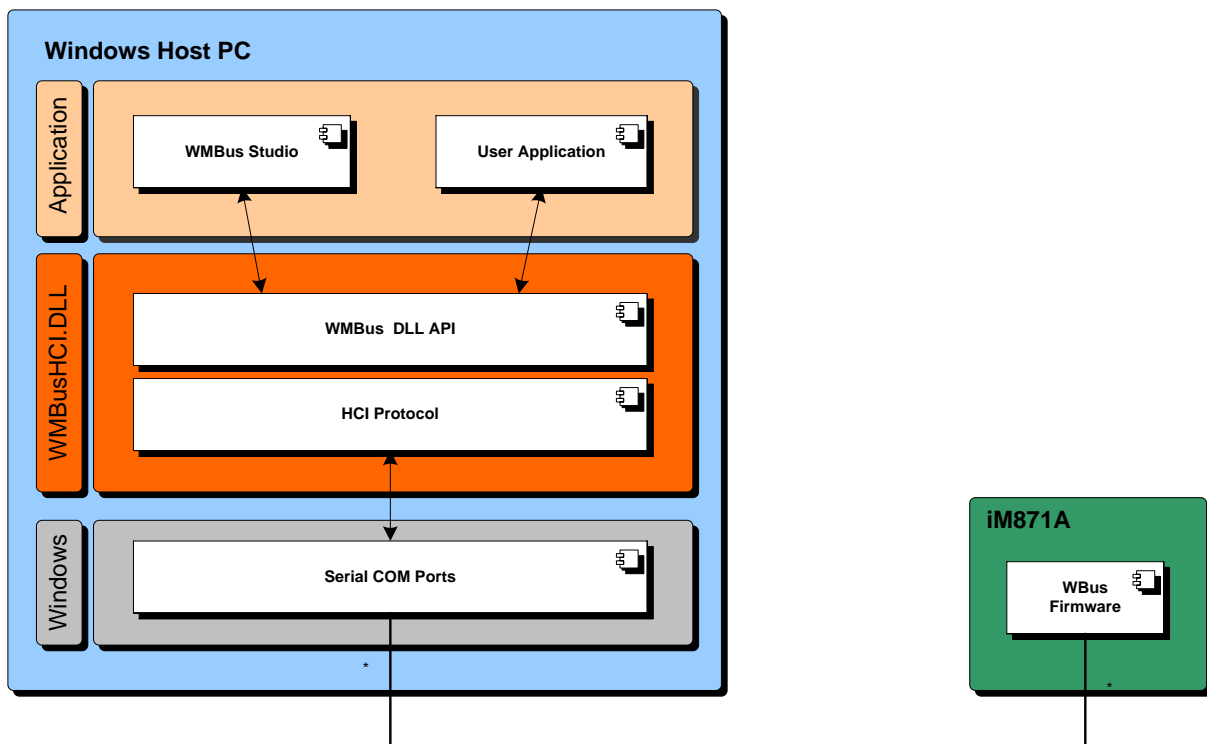 Windows Host PC
Application
WMBus Studio
User Application
WMBusHCI.DLL
WMBus DLL API
HCI Protocol
Windows
Serial COM Ports
*
iM871A
WBus
Firmware
*